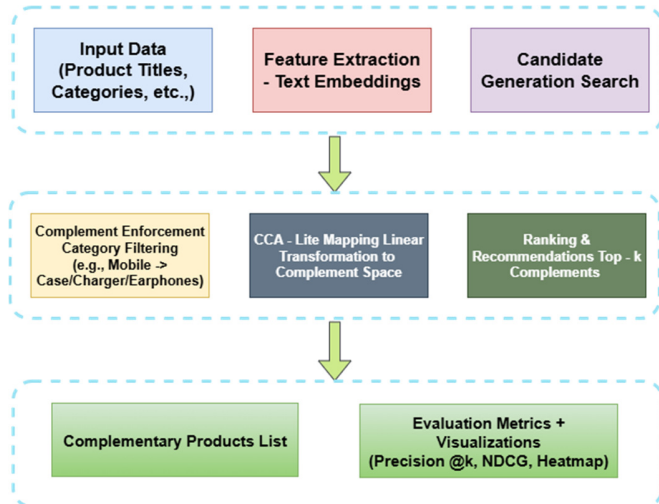 Input Data
(Product Titles,
Categories, etc.,)
Feature Extraction
- Text Embeddings
Candidate
Generation Search
Complement Enforcement
Category Filtering
(e.g., Mobile ->
Case/Charger/Earphones)
CCA - Lite Mapping Linear
Transformation to
Complement Space
Ranking &
Recommendations Top - k
Complements
Complementary Products List
Evaluation Metrics +
Visualizations
(Precision @k, NDCG, Heatmap)